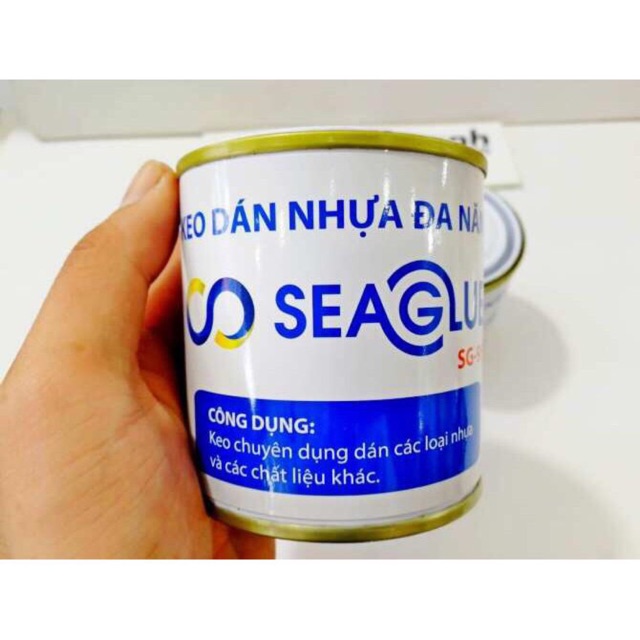 KEO DÁN NHỰA ĐA NĂ
SEAGLUE
SG-
CÔNG DỤNG:
Keo chuyên dụng dán các loại nhựa
và các chất liệu khác.